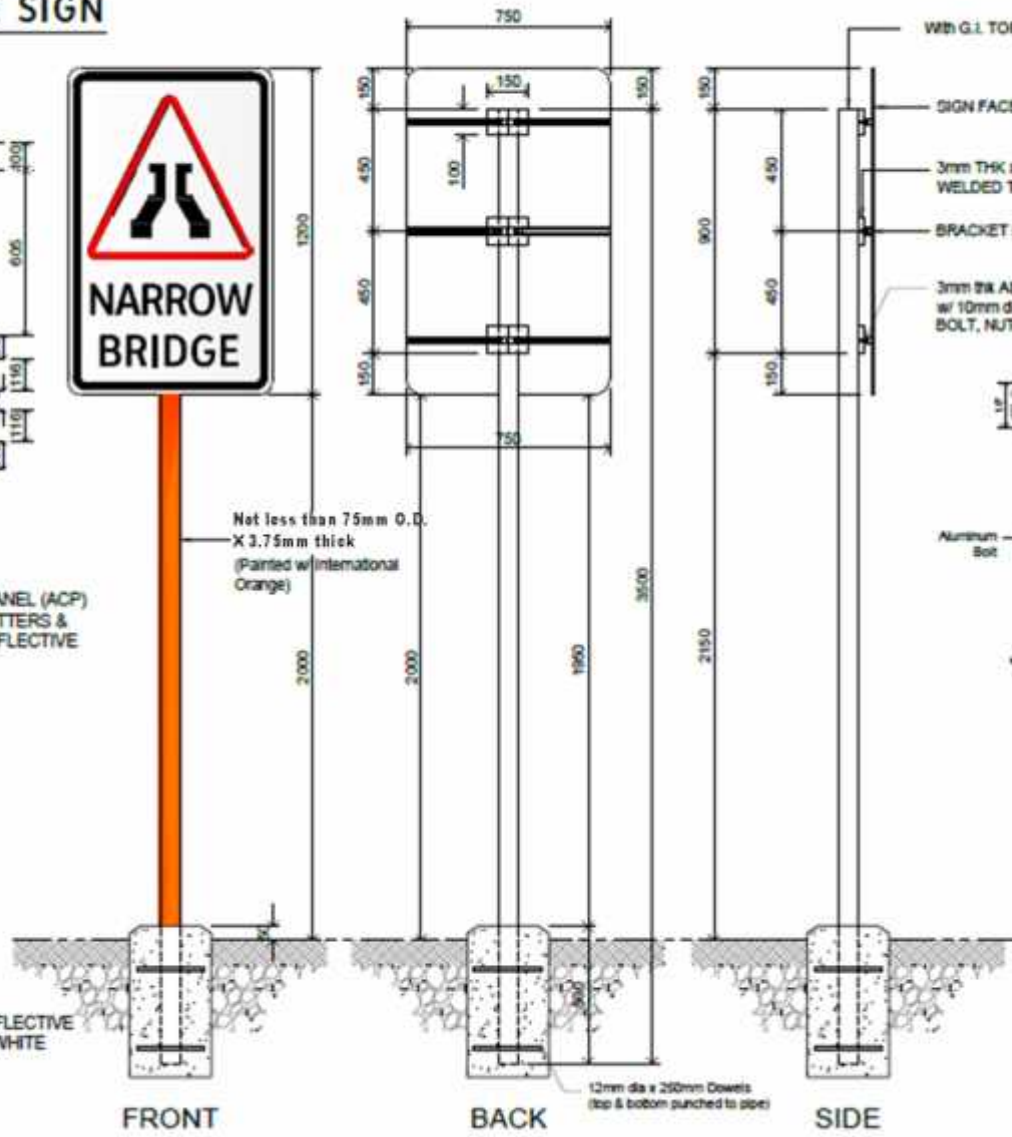 SIGN
NARROW
BRIDGE
Not less than 75mm O.D.
X 3.75mm thick
(Painted w/ International
Orange)
ANEL (ACP)
TTERS &
FLECTIVE
FLECTIVE
WHITE
605
116
116
1200
2000
FRONT
750
150
150
150
100
450
450
150
750
2000
1950
3500
500
12mm dia x 250mm Dowels
(top & bottom punched to pipe)
BACK
150
450
900
450
150
2150
SIDE
With G.I. TO
SIGN FACE
3mm THK
WELDED T
BRACKET
3mm thk A
w/ 10mm d
BOLT, NUT
Aluminum
Bolt